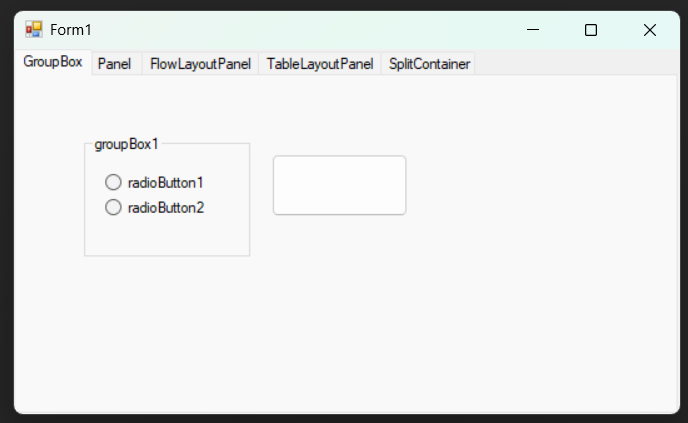 Form1
GroupBox Panel FlowLayoutPanel TableLayoutPanel SplitContainer
groupBox1
radioButton1
radioButton2